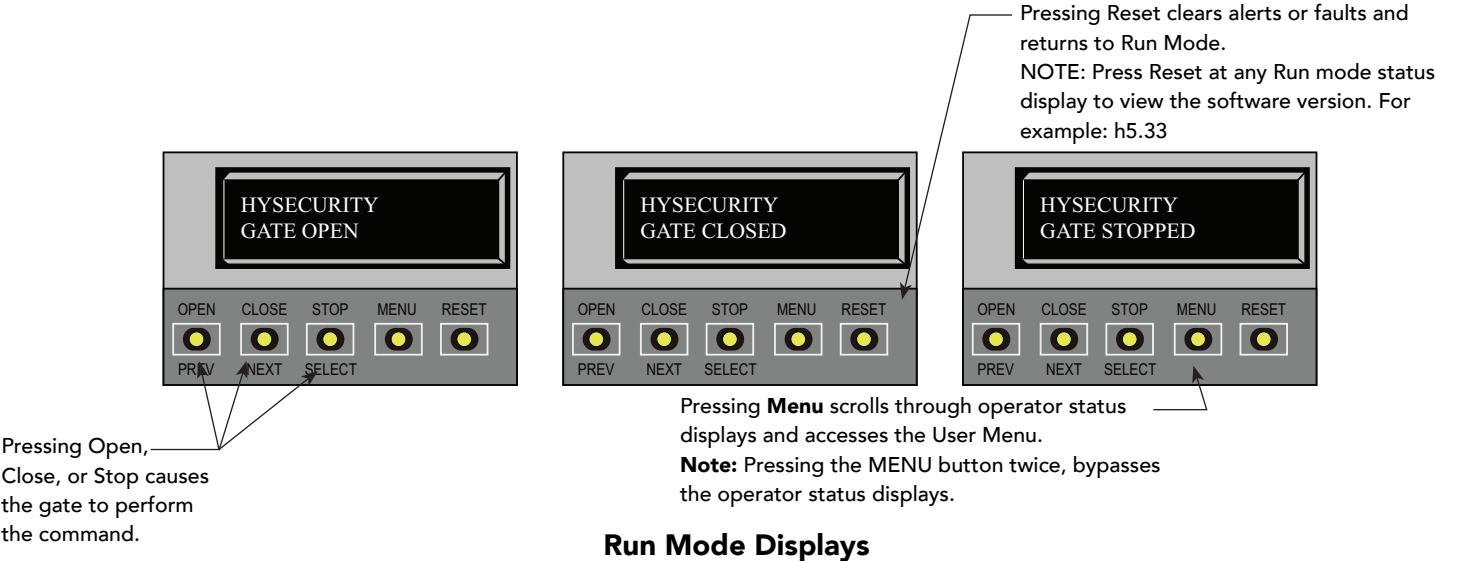 Pressing Reset clears alerts or faults and
returns to Run Mode.
NOTE: Press Reset at any Run mode status
display to view the software version. For
example: h5.33
HYSECURITY
GATE OPEN
OPEN CLOSE STOP MENU RESET
PREV NEXT SELECT
HYSECURITY
GATE CLOSED
OPEN CLOSE STOP MENU RESET
PREV NEXT SELECT
HYSECURITY
GATE STOPPED
OPEN CLOSE STOP MENU RESET
PREV NEXT SELECT
Pressing Open,
Close, or Stop causes
the gate to perform
the command.
Pressing Menu scrolls through operator status
displays and accesses the User Menu.
Note: Pressing the MENU button twice, bypasses
the operator status displays.
Run Mode Displays